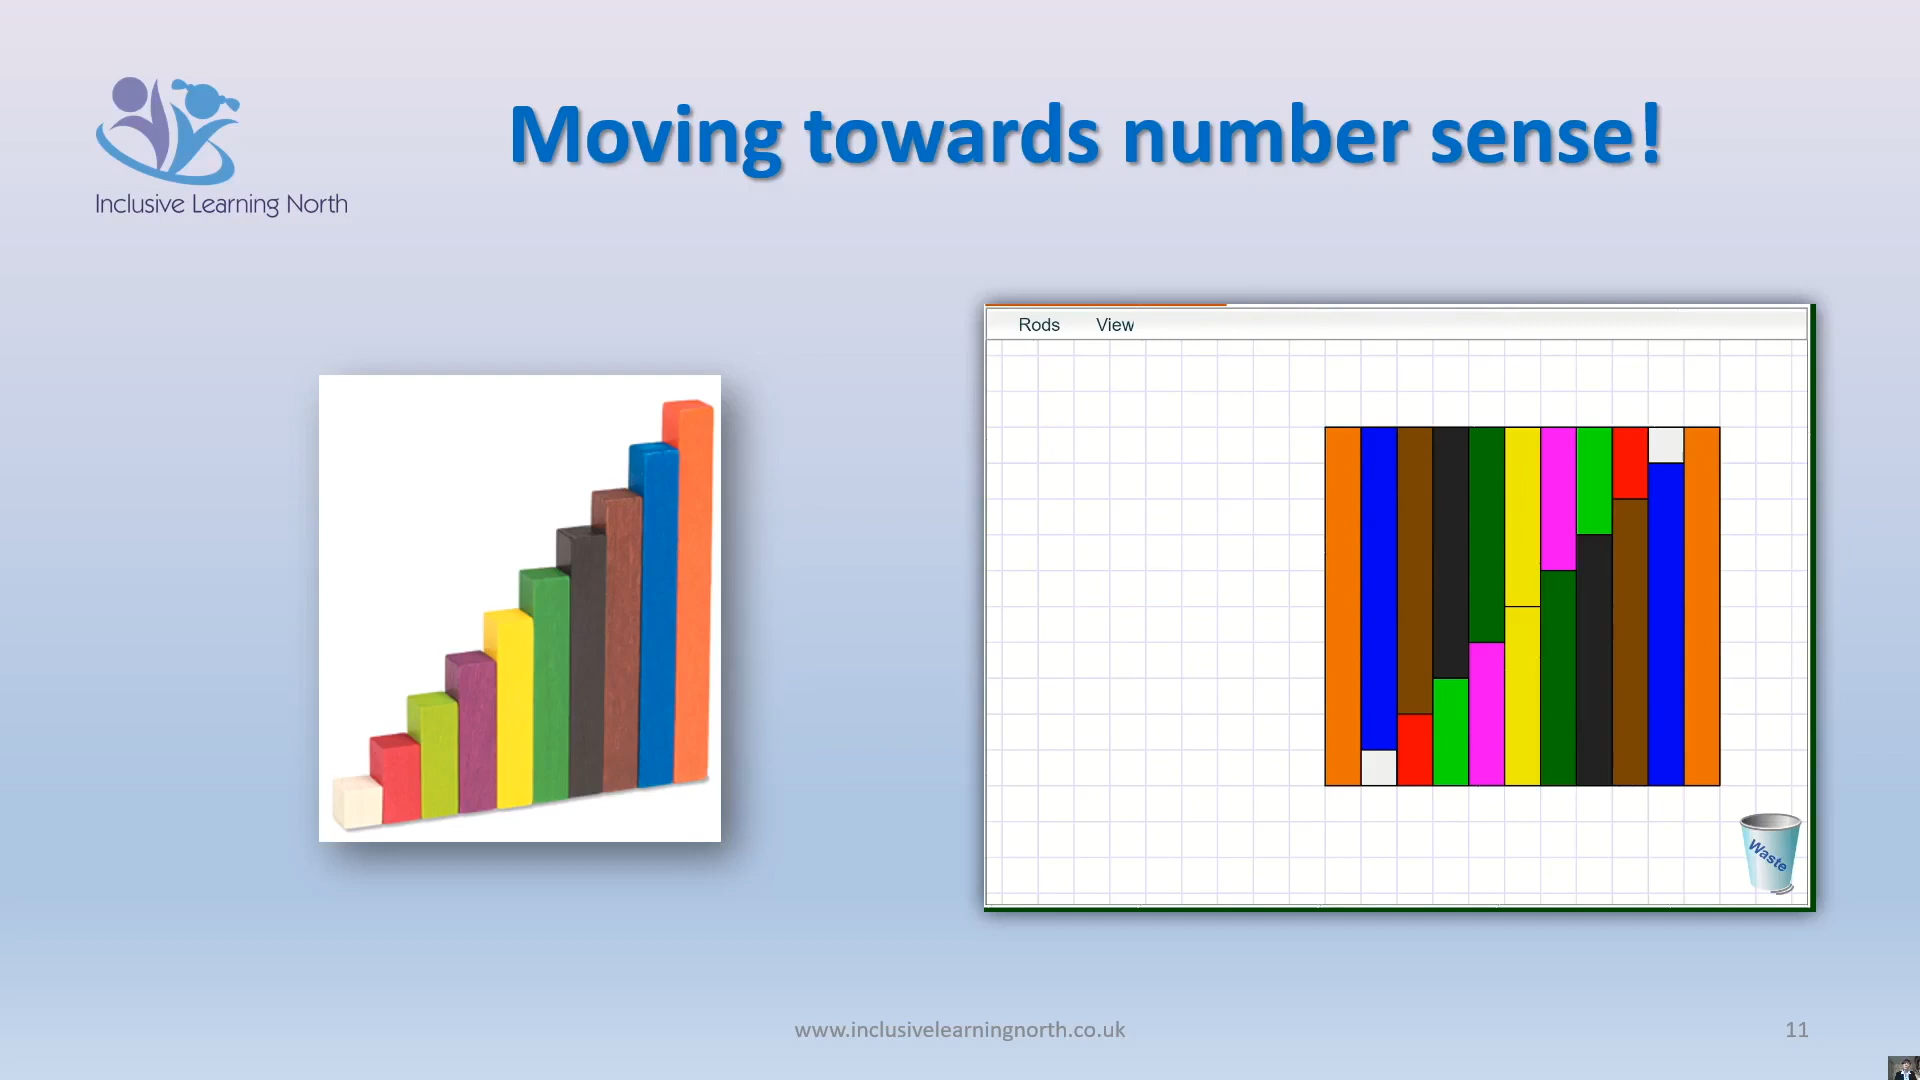 Moving towards number sense!
Inclusive Learning North
Rods View
Waste
www.inclusivelearningnorth.co.uk
11